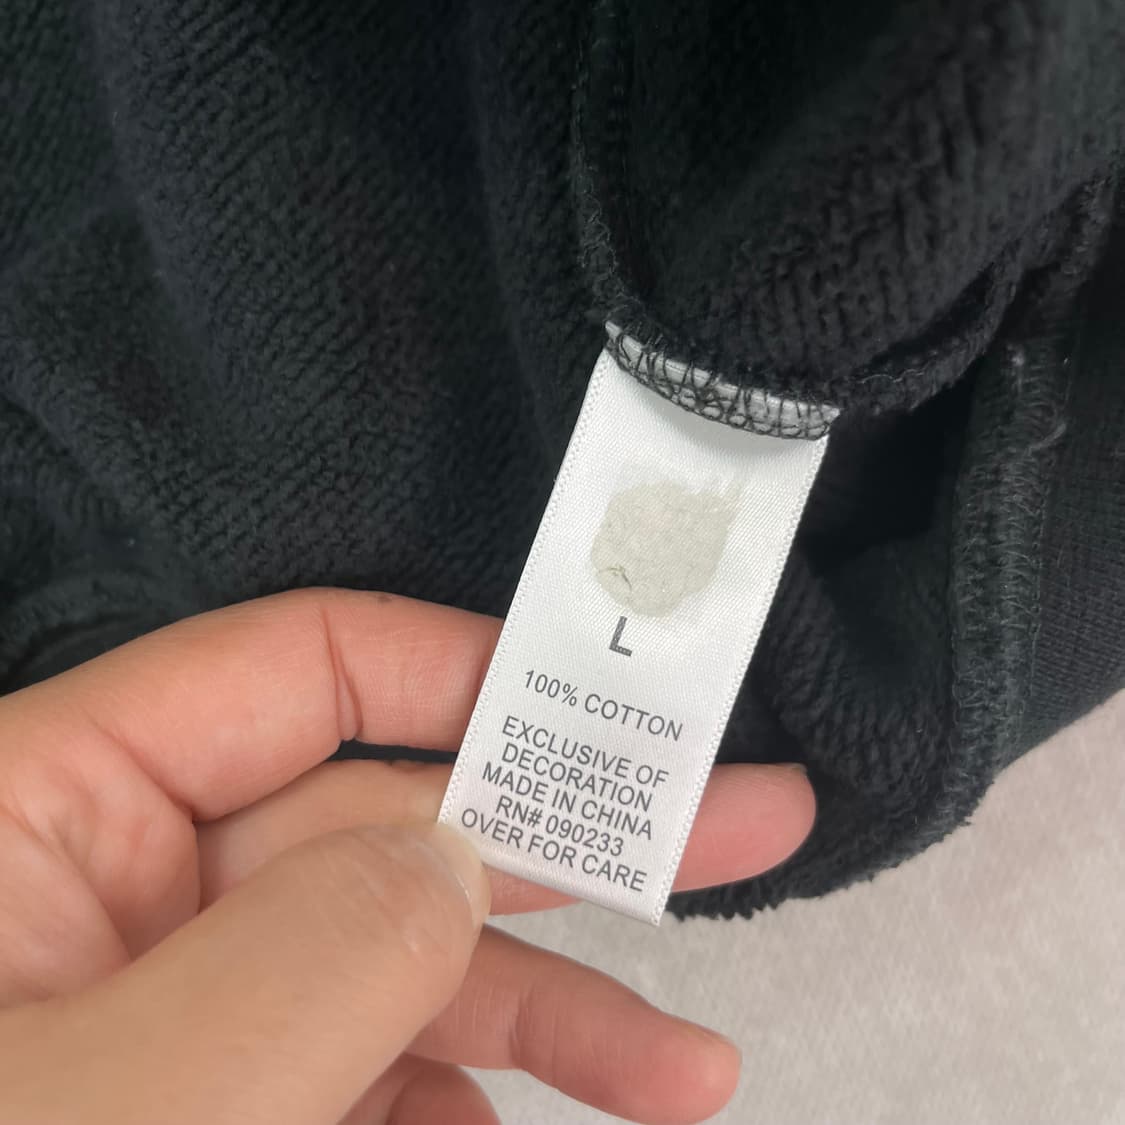 L
100% COTTON
EXCLUSIVE OF
DECORATION
MADE IN CHINA
RN# 090233
OVER FOR CARE